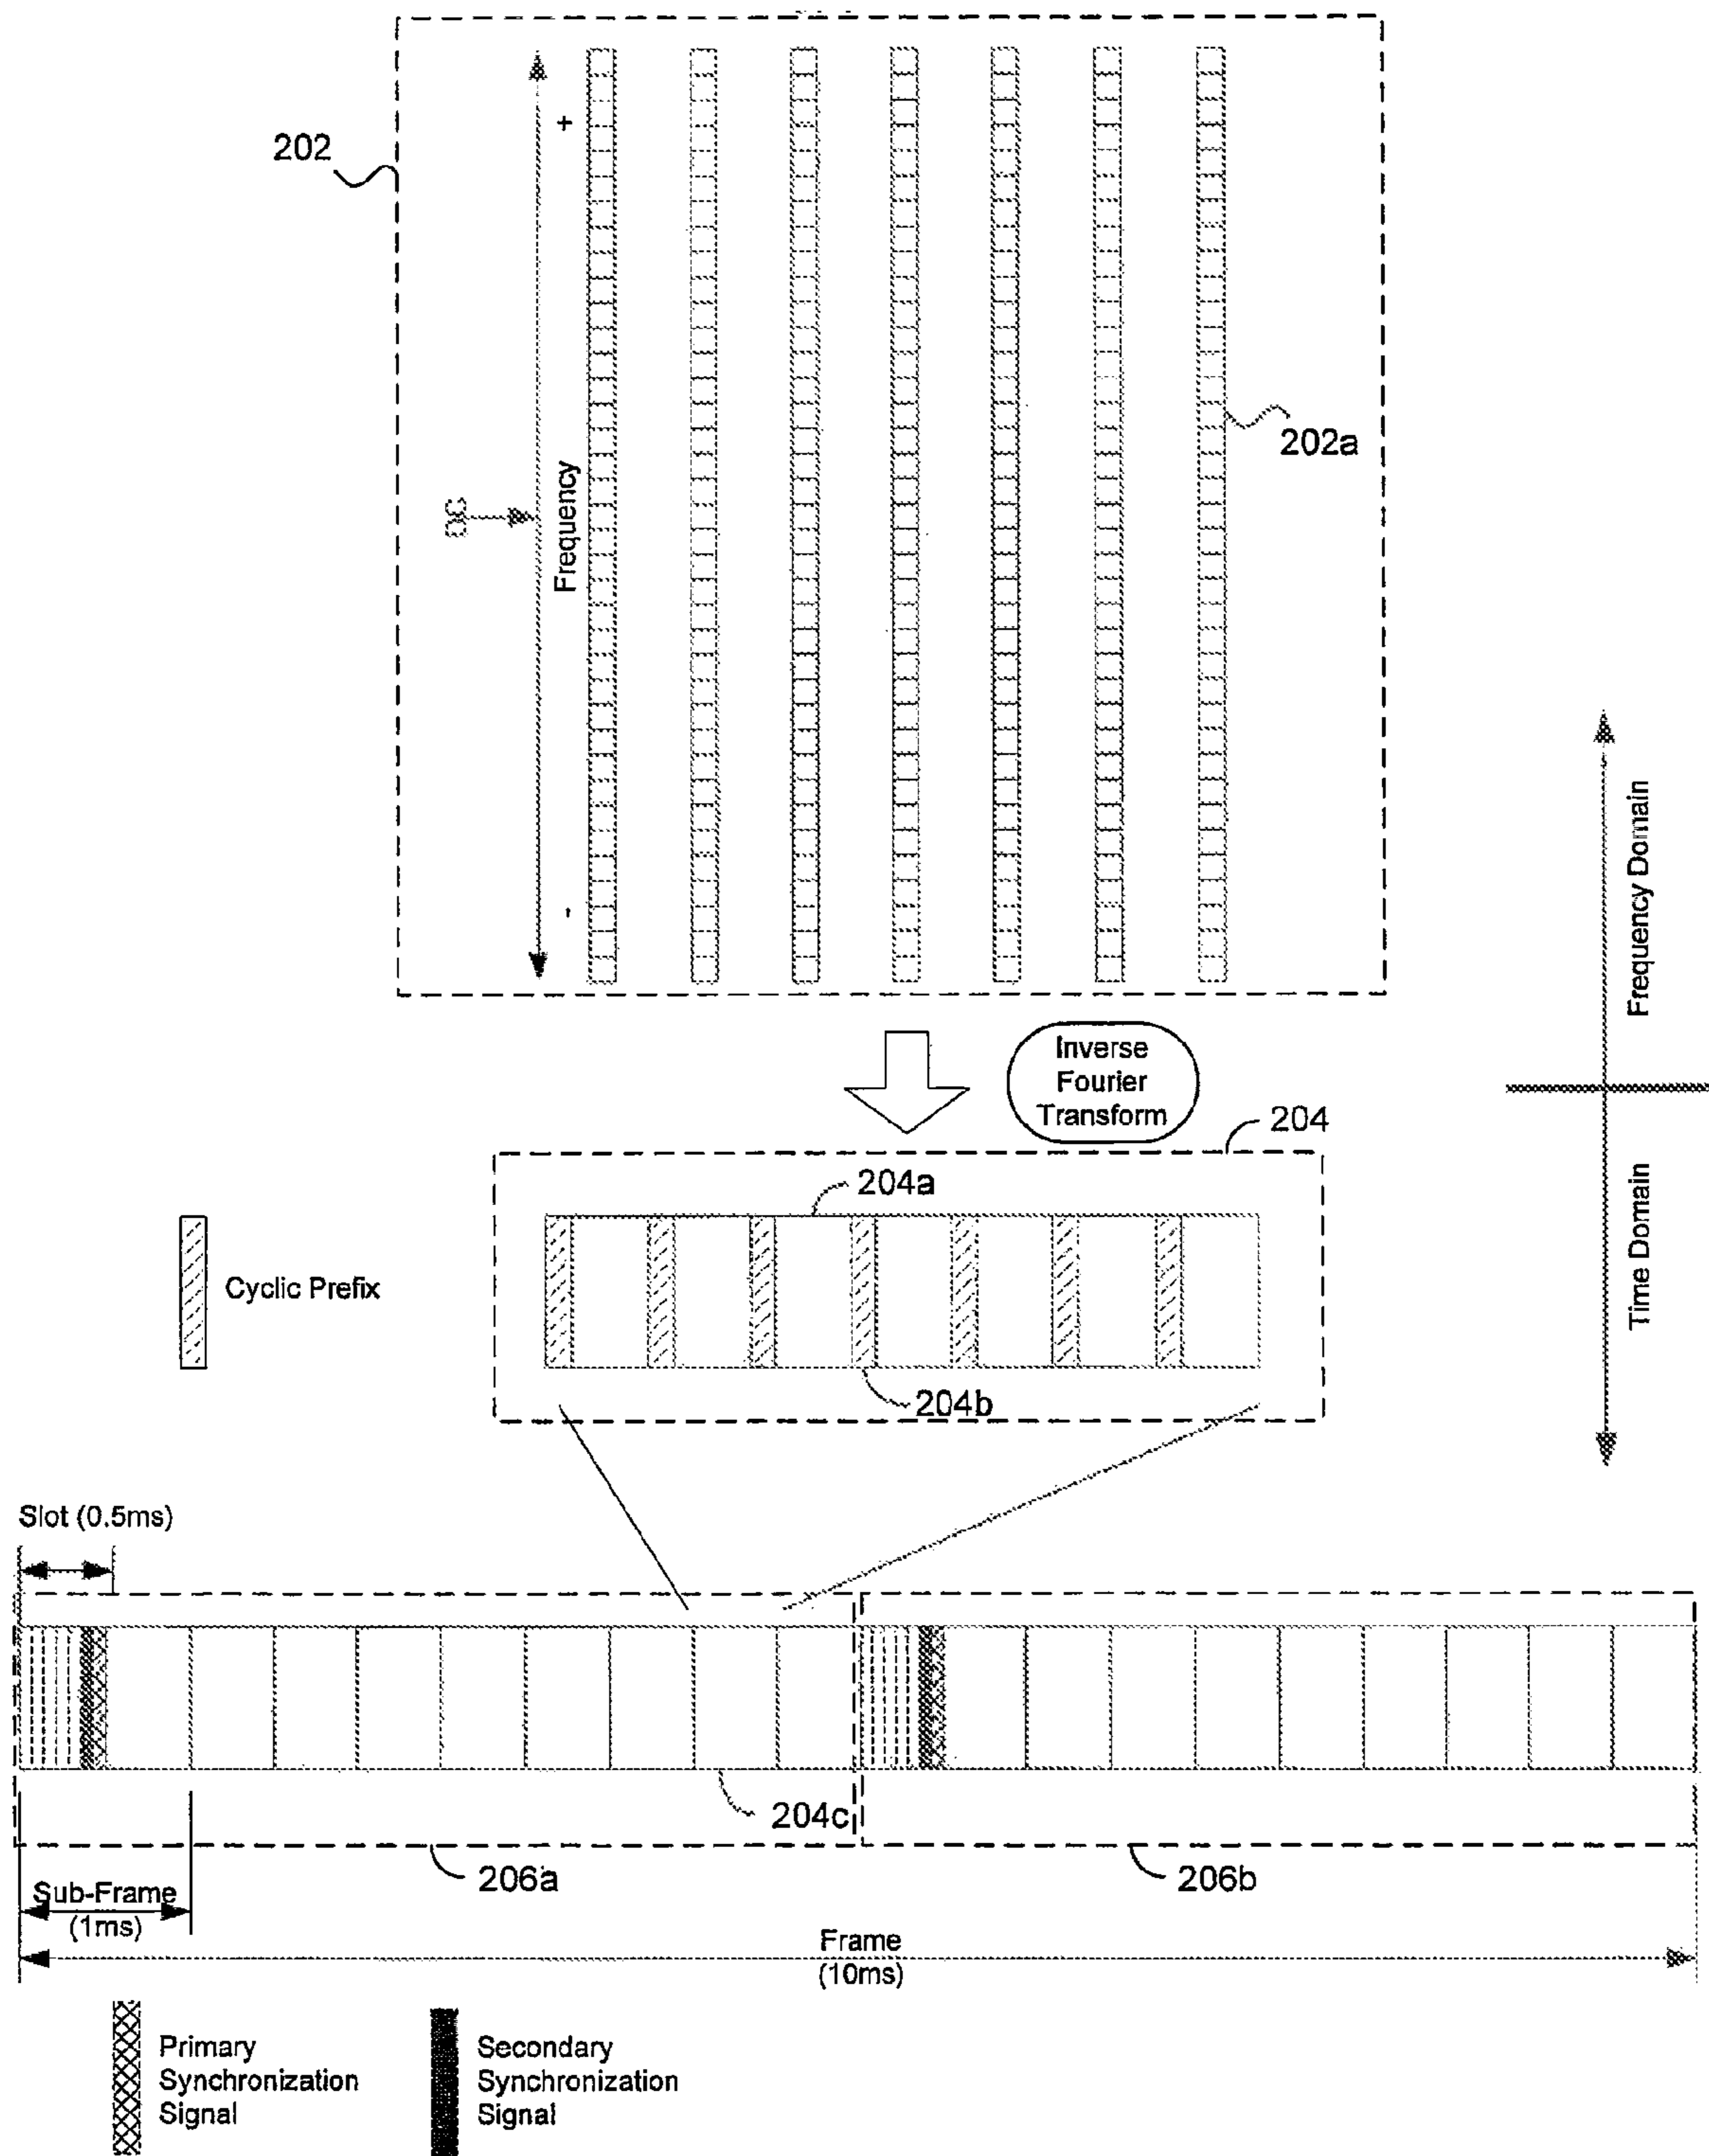 202
+
DC
Frequency
-
202a
Frequency Domain
Inverse
Fourier
Transform
204
204a
Time Domain
Cyclic Prefix
204b
Slot (0.5ms)
204c
206a
206b
Sub-Frame
(1ms)
Frame
(10ms)
Primary
Synchronization
Signal
Secondary
Synchronization
Signal